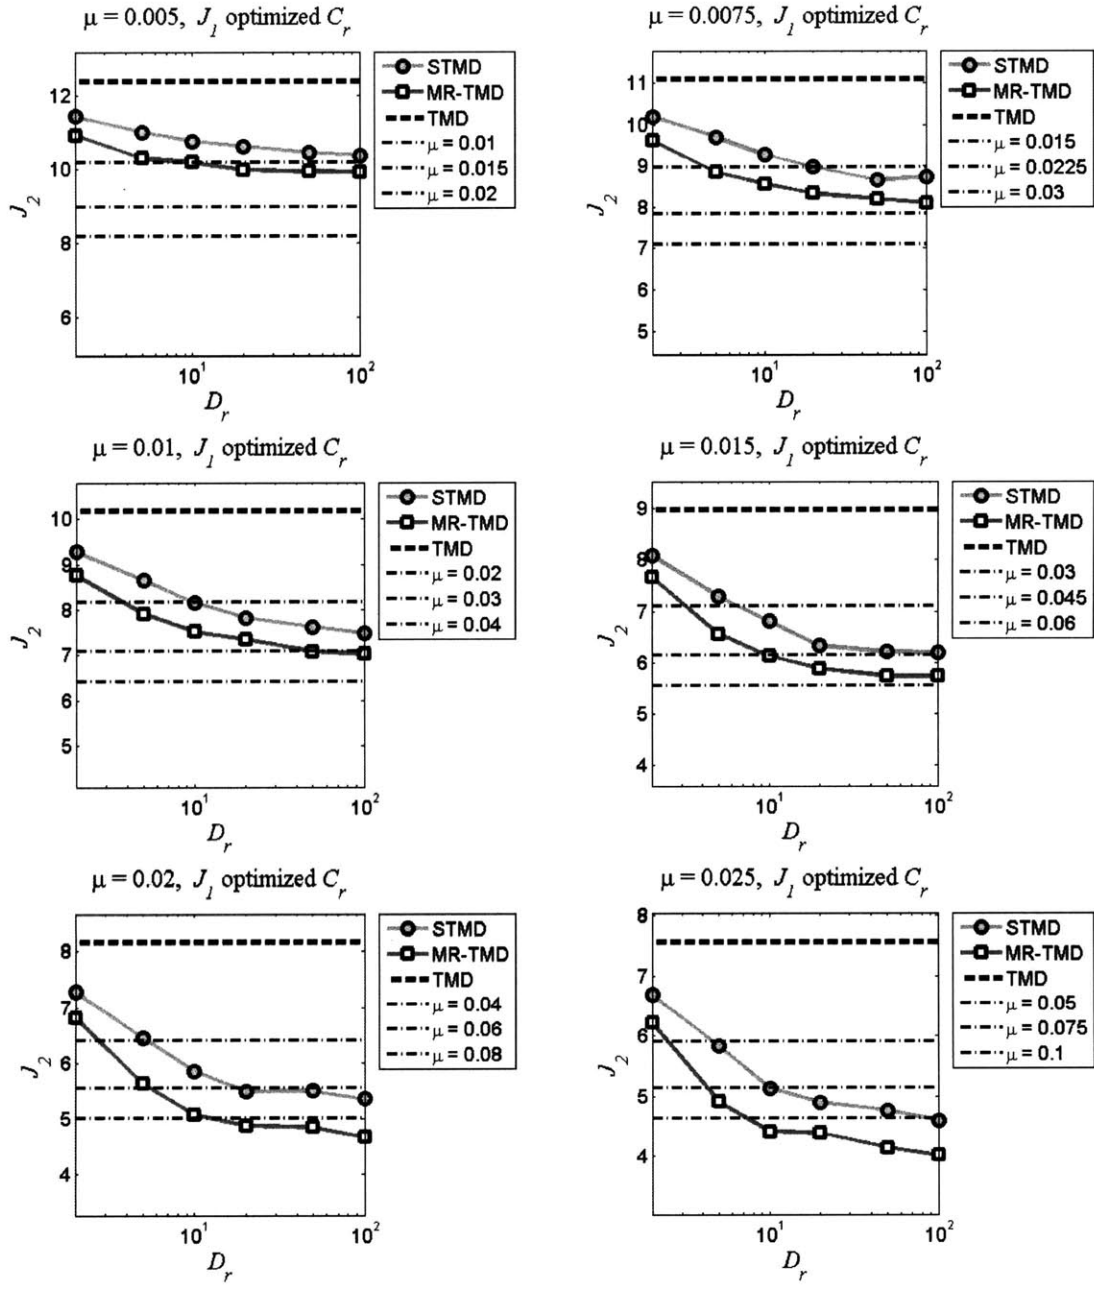 μ = 0.005, J1 optimized Cr
12
10
8
6
J2
10^1
10^2
Dr
STMD
MR-TMD
TMD
μ = 0.01
μ = 0.015
μ = 0.02
μ = 0.0075, J1 optimized Cr
11
10
9
8
7
6
5
J2
10^1
10^2
Dr
STMD
MR-TMD
TMD
μ = 0.015
μ = 0.0225
μ = 0.03
μ = 0.01, J1 optimized Cr
10
9
8
7
6
5
J2
10^1
10^2
Dr
STMD
MR-TMD
TMD
μ = 0.02
μ = 0.03
μ = 0.04
μ = 0.015, J1 optimized Cr
9
8
7
6
5
4
J2
10^1
10^2
Dr
STMD
MR-TMD
TMD
μ = 0.03
μ = 0.045
μ = 0.06
μ = 0.02, J1 optimized Cr
8
7
6
5
4
J2
10^1
10^2
Dr
STMD
MR-TMD
TMD
μ = 0.04
μ = 0.06
μ = 0.08
μ = 0.025, J1 optimized Cr
8
7
6
5
4
J2
10^1
10^2
Dr
STMD
MR-TMD
TMD
μ = 0.05
μ = 0.075
μ = 0.1